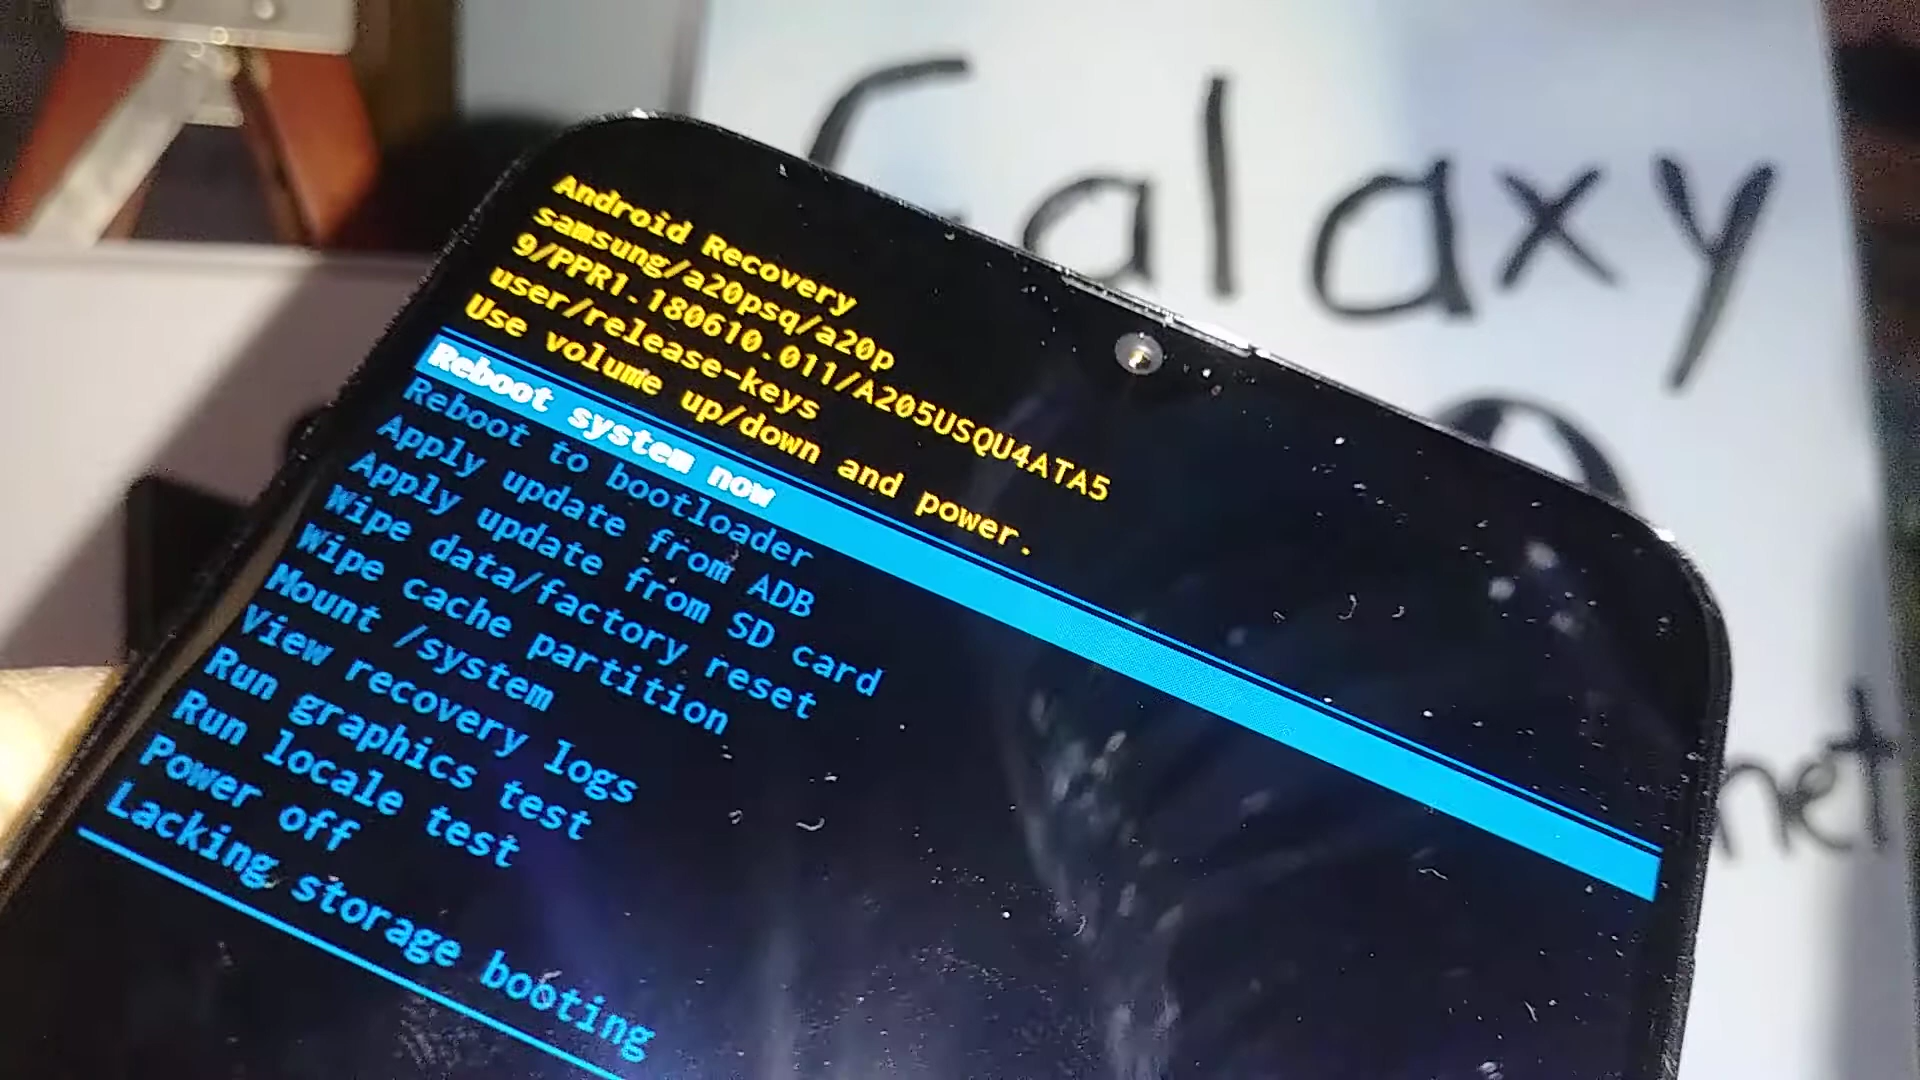 Galaxy
Android Recovery
samsung/a20psq/a20p
9/PPR1.180610.011/A205USQU4ATA5
user/release-keys
Use volume up/down and power.
Reboot system now
Reboot to bootloader
Apply update from ADB
Apply update from SD card
Wipe data/factory reset
Wipe cache partition
Mount /system
View recovery logs
Run graphics test
Run locale test
Power off
Lacking storage booting